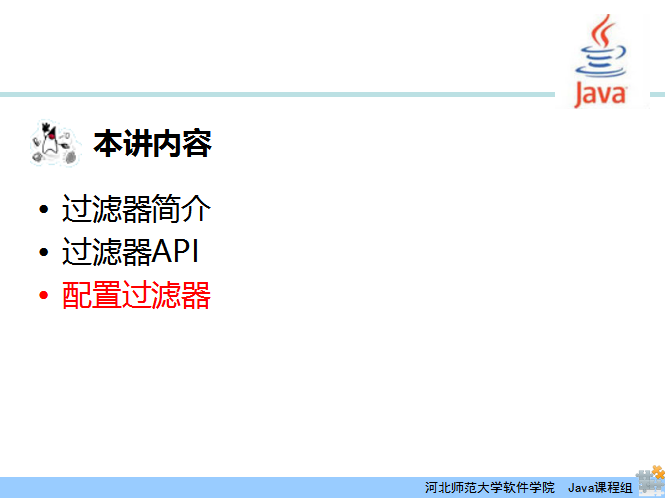 Java
本讲内容
• 过滤器简介
• 过滤器API
• 配置过滤器
河北师范大学软件学院 Java课程组